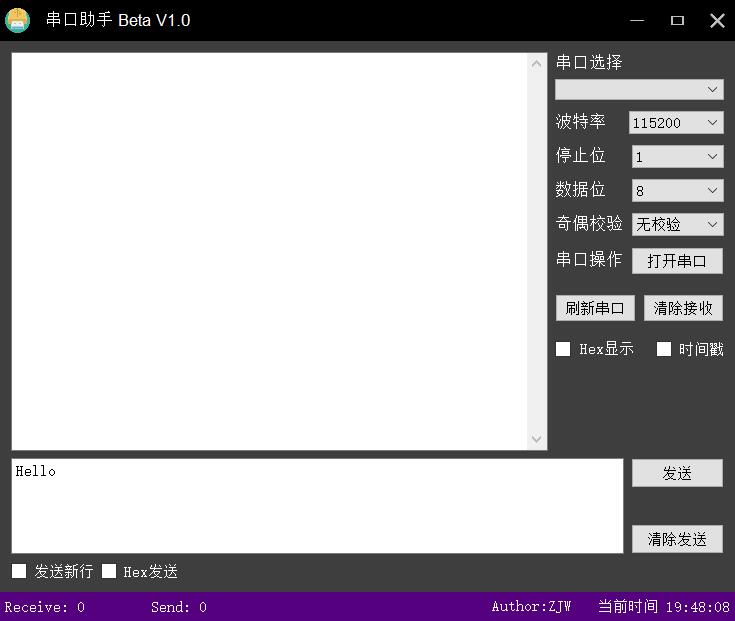 串口助手 Beta V1.0
串口选择
波特率 115200
停止位 1
数据位 8
奇偶校验 无校验
串口操作 打开串口
刷新串口 清除接收
Hex显示 时间戳
Hello
发送
清除发送
发送新行 Hex发送
Receive: 0 Send: 0 Author:ZJW 当前时间 19:48:08